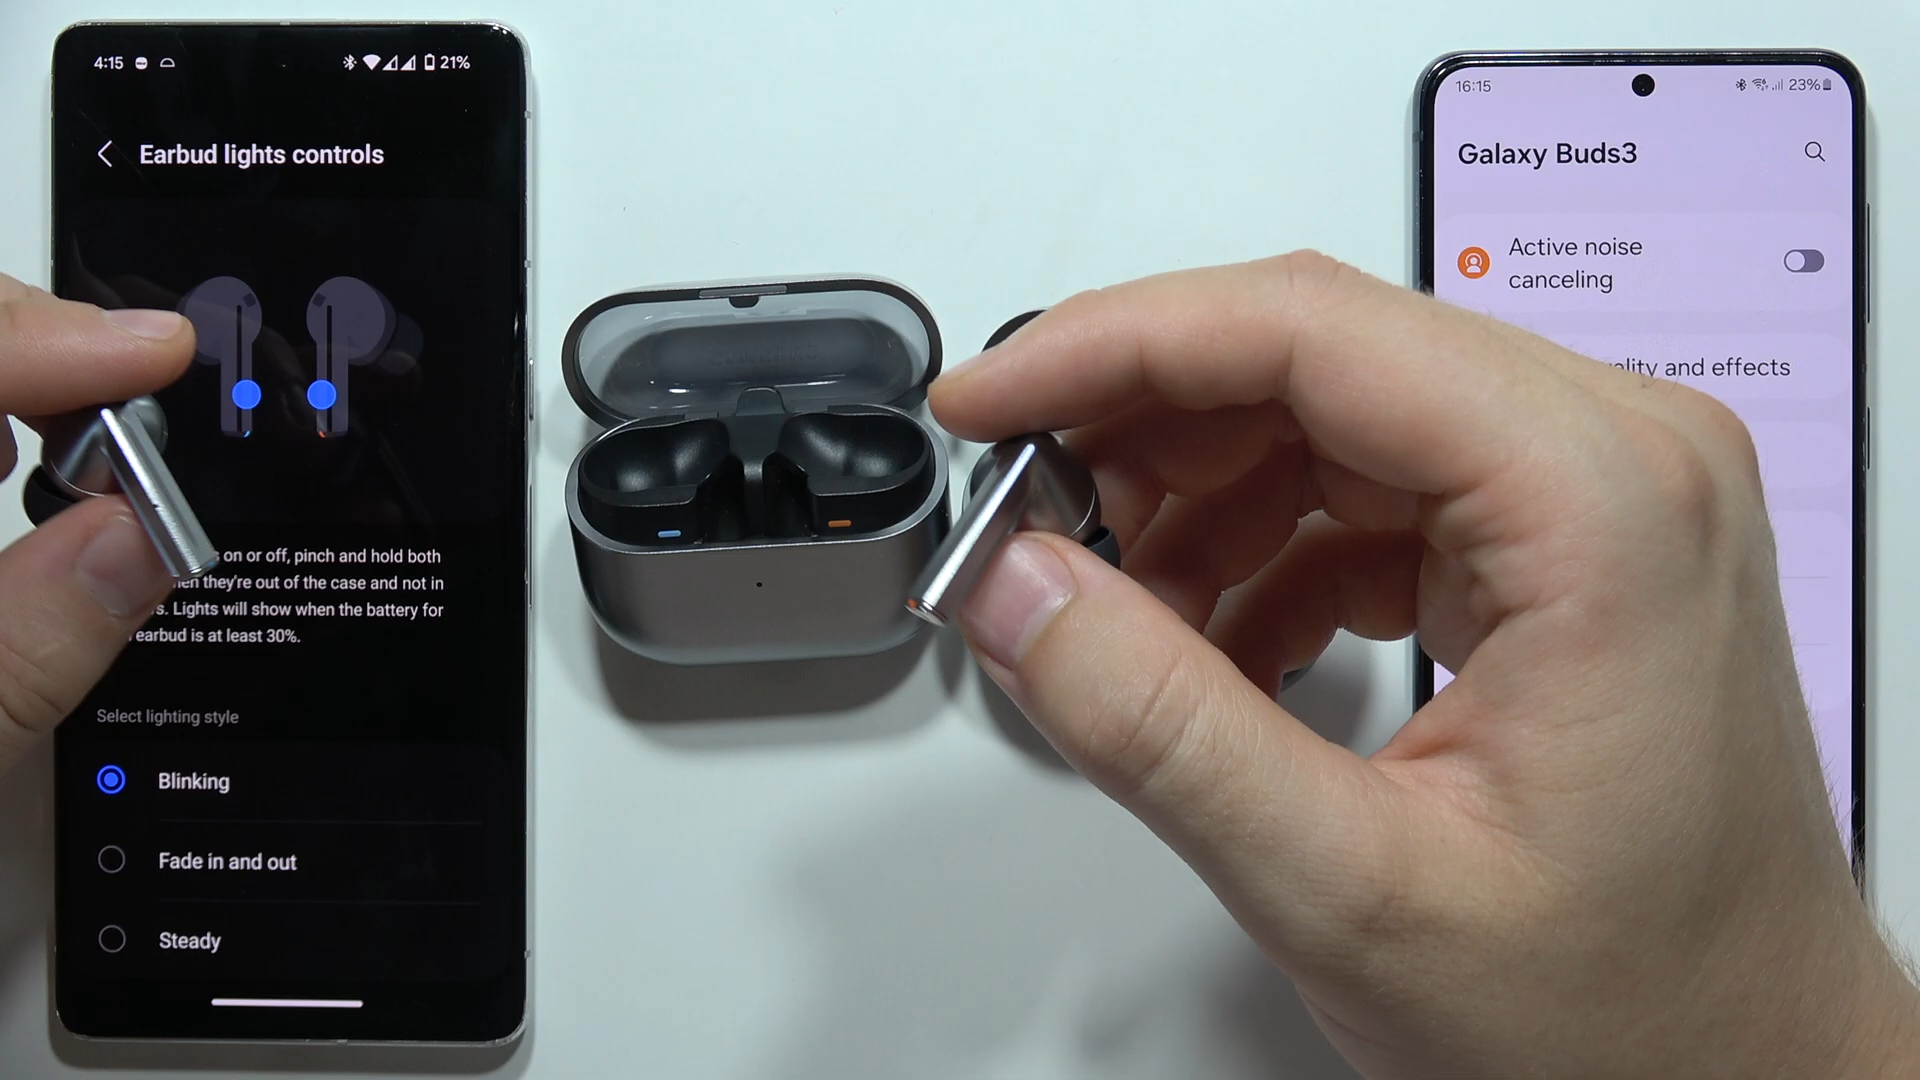 4:15
21%
Earbud lights controls
on or off, pinch and hold both
they're out of the case and not in
Lights will show when the battery for
earbud is at least 30%.
Select lighting style
Blinking
Fade in and out
Steady
16:15
23%
Galaxy Buds3
Active noise
canceling
and effects